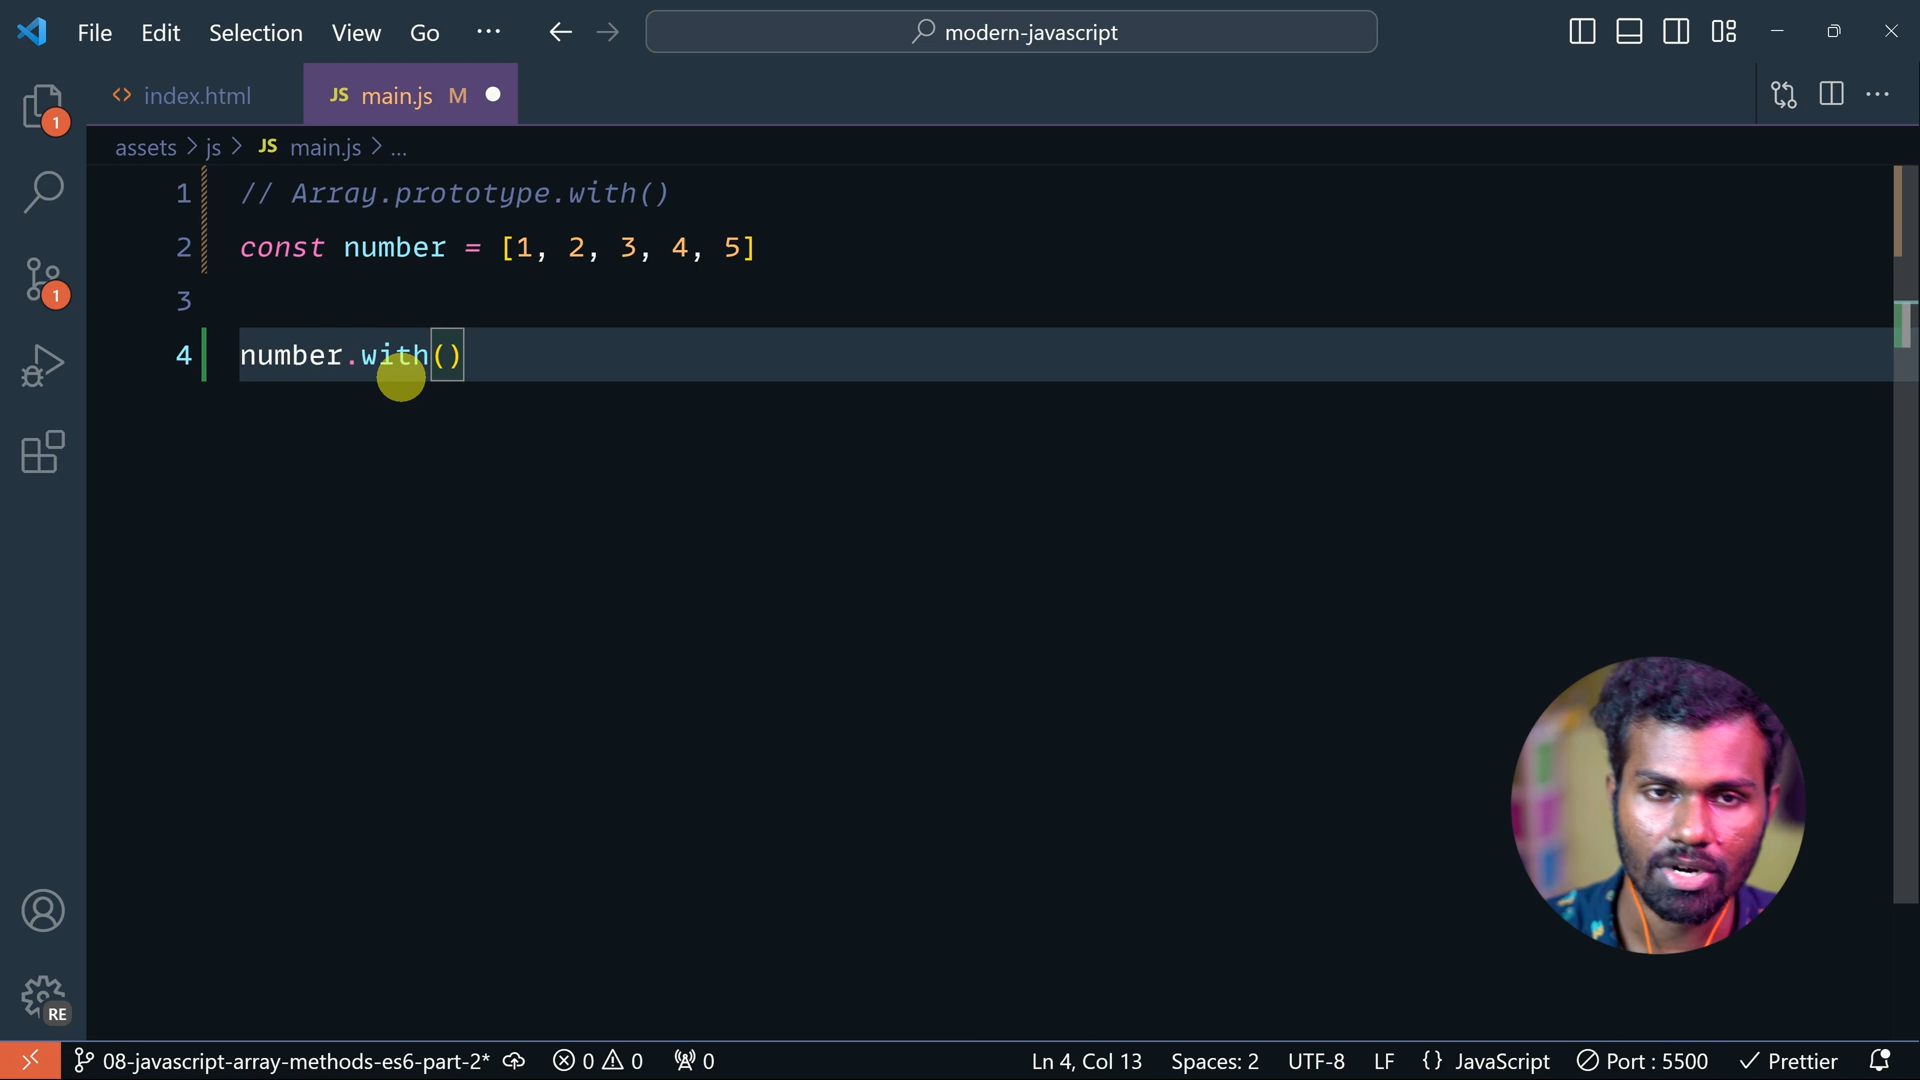 File Edit Selection View Go ··· modern-javascript
index.html JS main.js M
assets > js > JS main.js > ...
1 // Array.prototype.with()
2 const number = [1, 2, 3, 4, 5]
3
4 number.with()
1
1
RE
08-javascript-array-methods-es6-part-2* 0 0 0 Ln 4, Col 13 Spaces: 2 UTF-8 LF {} JavaScript Port : 5500 Prettier